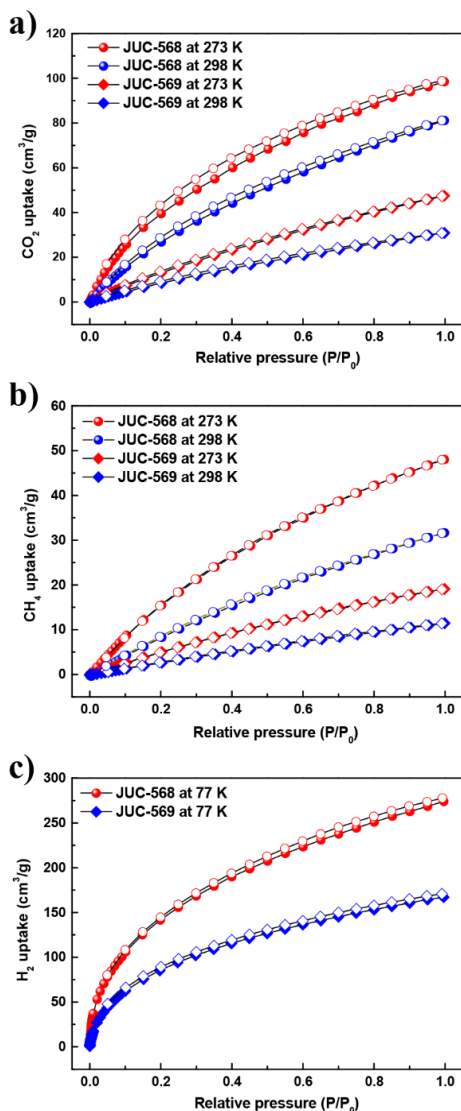 a)
JUC-568 at 273 K
JUC-568 at 298 K
JUC-569 at 273 K
JUC-569 at 298 K
CO₂ uptake (cm³/g)
120
100
80
60
40
20
0
0.0 0.2 0.4 0.6 0.8 1.0
Relative pressure (P/P₀)
b)
JUC-568 at 273 K
JUC-568 at 298 K
JUC-569 at 273 K
JUC-569 at 298 K
CH₄ uptake (cm³/g)
60
50
40
30
20
10
0
0.0 0.2 0.4 0.6 0.8 1.0
Relative pressure (P/P₀)
c)
JUC-568 at 77 K
JUC-569 at 77 K
H₂ uptake (cm³/g)
300
250
200
150
100
50
0
0.0 0.2 0.4 0.6 0.8 1.0
Relative pressure (P/P₀)